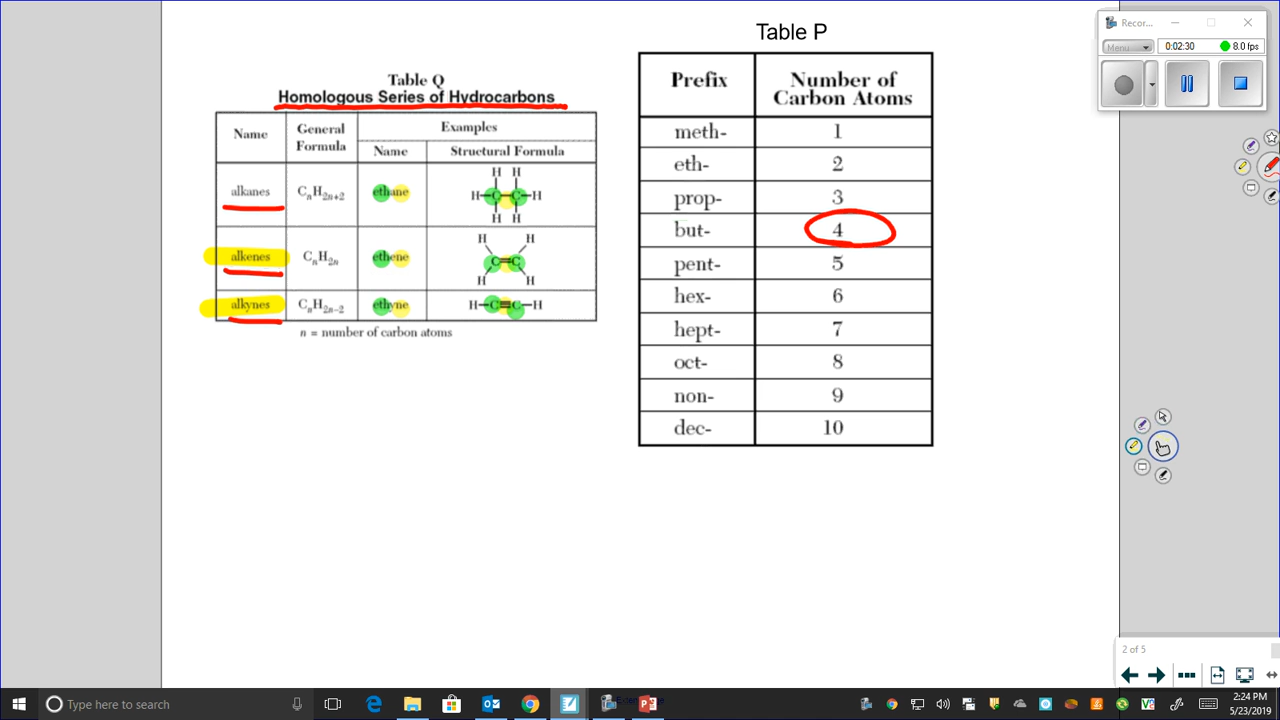 Table P
Table Q
Homologous Series of Hydrocarbons
Name
General Formula
Examples
Name
Structural Formula
alkanes
CnH2n+2
ethane
H H
H–C–C–H
H H
alkenes
CnH2n
ethene
H H
C=C
H H
alkynes
CnH2n–2
ethyne
H–C≡C–H
n = number of carbon atoms
Prefix
Number of
Carbon Atoms
meth- 1
eth- 2
prop- 3
but- 4
pent- 5
hex- 6
hept- 7
oct- 8
non- 9
dec- 10
Recor...
Menu
0:02:30
8.0 fps
2 of 5
Type here to search
2:24 PM
5/23/2019